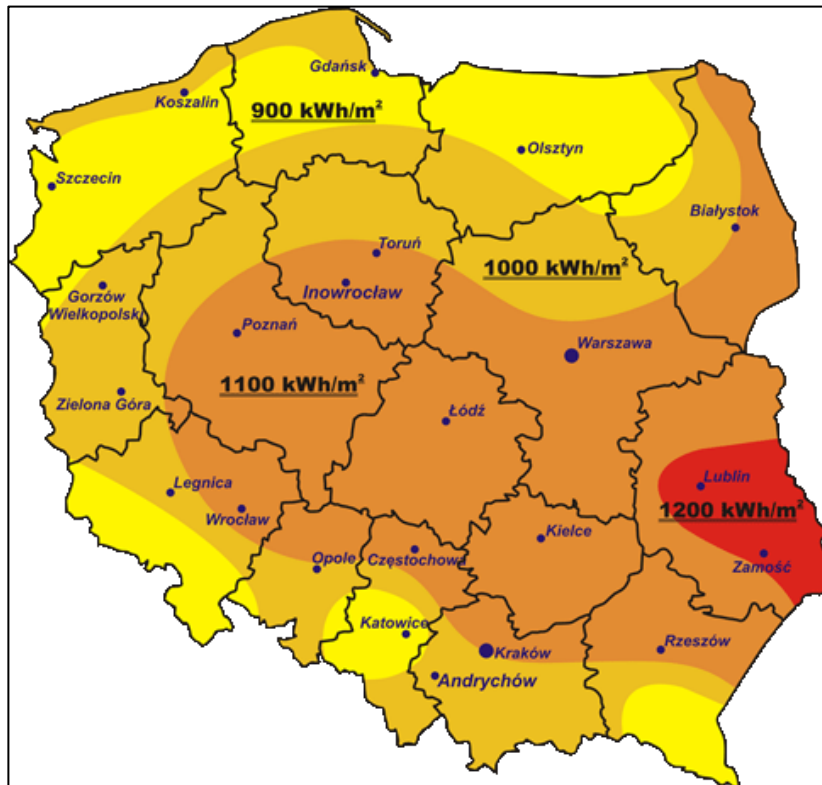 Gdańsk
Koszalin
900 kWh/m²
Olsztyn
Szczecin
Białystok
Toruń
1000 kWh/m²
Gorzów
Wielkopolski
Inowrocław
Poznań
Warszawa
1100 kWh/m²
Zielona Góra
Łódź
Legnica
Lublin
Wrocław
1200 kWh/m²
Kielce
Opole
Częstochowa
Zamość
Katowice
Kraków
Rzeszów
Andrychów